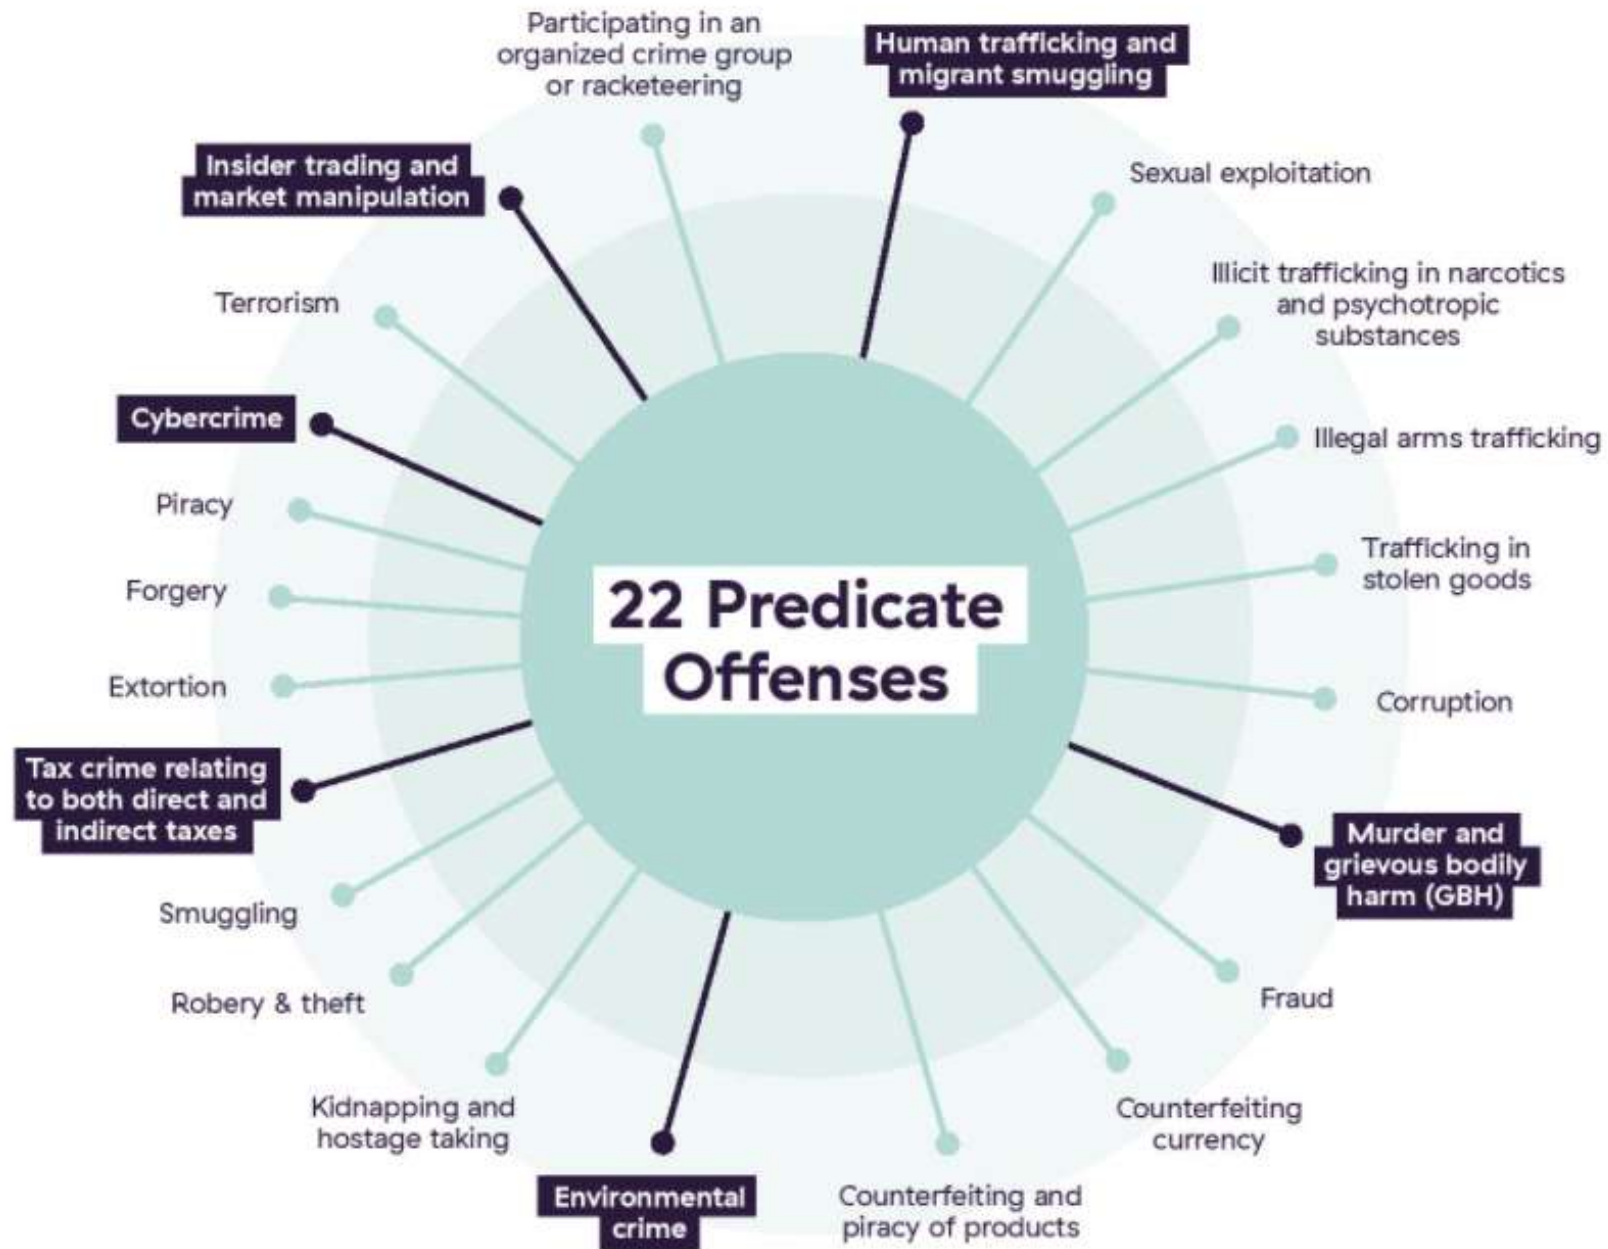 Participating in an
organized crime group
or racketeering
Human trafficking and
migrant smuggling
Sexual exploitation
Illicit trafficking in narcotics
and psychotropic
substances
Illegal arms trafficking
Trafficking in
stolen goods
Corruption
Murder and
grievous bodily
harm (GBH)
Fraud
Counterfeiting
currency
Counterfeiting and
piracy of products
Environmental
crime
Kidnapping and
hostage taking
Robery & theft
Smuggling
Tax crime relating
to both direct and
indirect taxes
Extortion
Forgery
Piracy
Cybercrime
Terrorism
Insider trading and
market manipulation
22 Predicate
Offenses